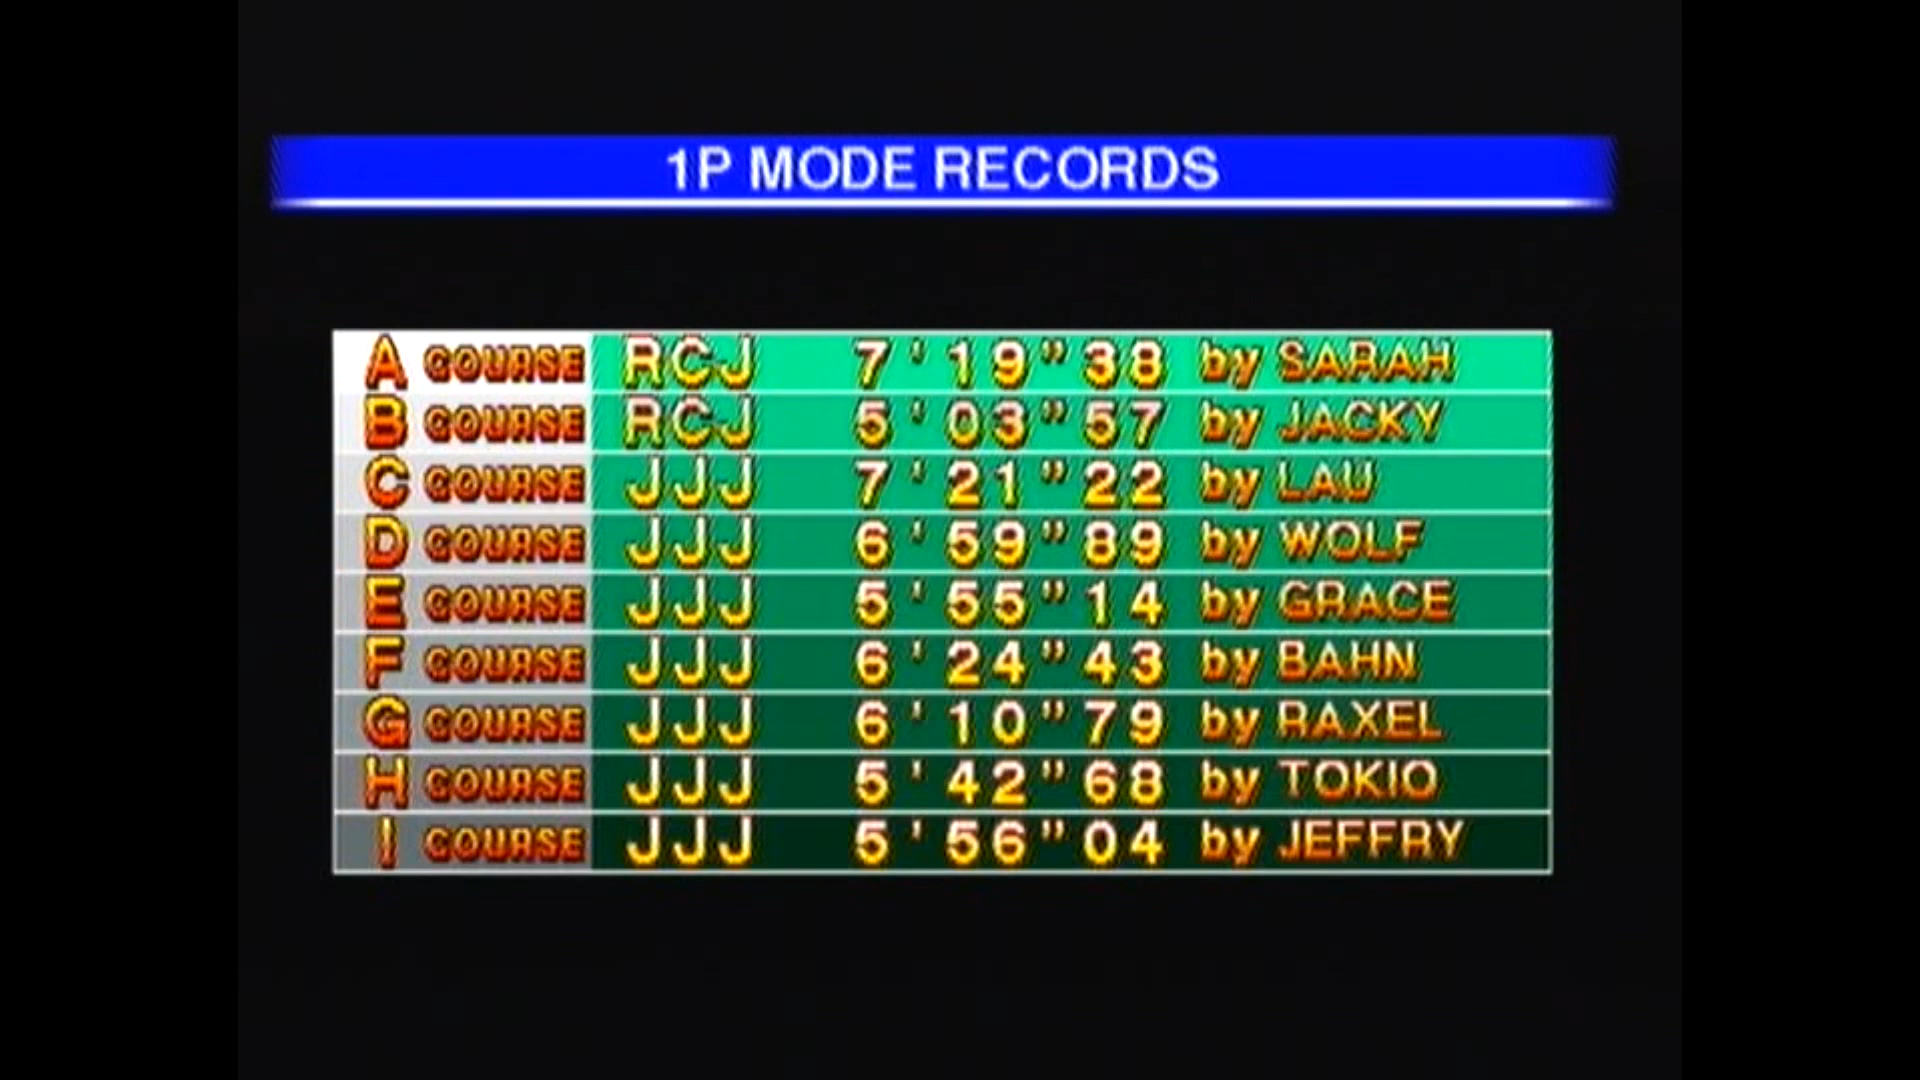 1P MODE RECORDS
A COURSE RCJ 7'19"38 by SARAH
B COURSE RCJ 5'03"57 by JACKY
C COURSE JJJ 7'21"22 by LAU
D COURSE JJJ 6'59"89 by WOLF
E COURSE JJJ 5'55"14 by GRACE
F COURSE JJJ 6'24"43 by BAHN
G COURSE JJJ 6'10"79 by RAXEL
H COURSE JJJ 5'42"68 by TOKIO
I COURSE JJJ 5'56"04 by JEFFRY